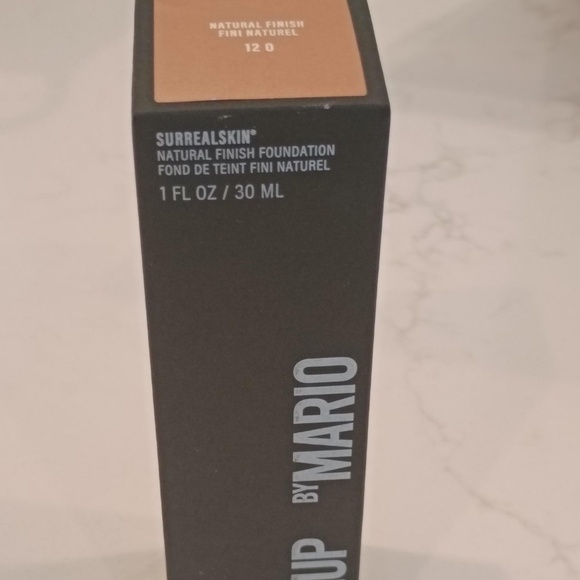 NATURAL FINISH
FINI NATUREL
12 O
SURREALSKIN®
NATURAL FINISH FOUNDATION
FOND DE TEINT FINI NATUREL
1 FL OZ / 30 ML
UP BY MARIO